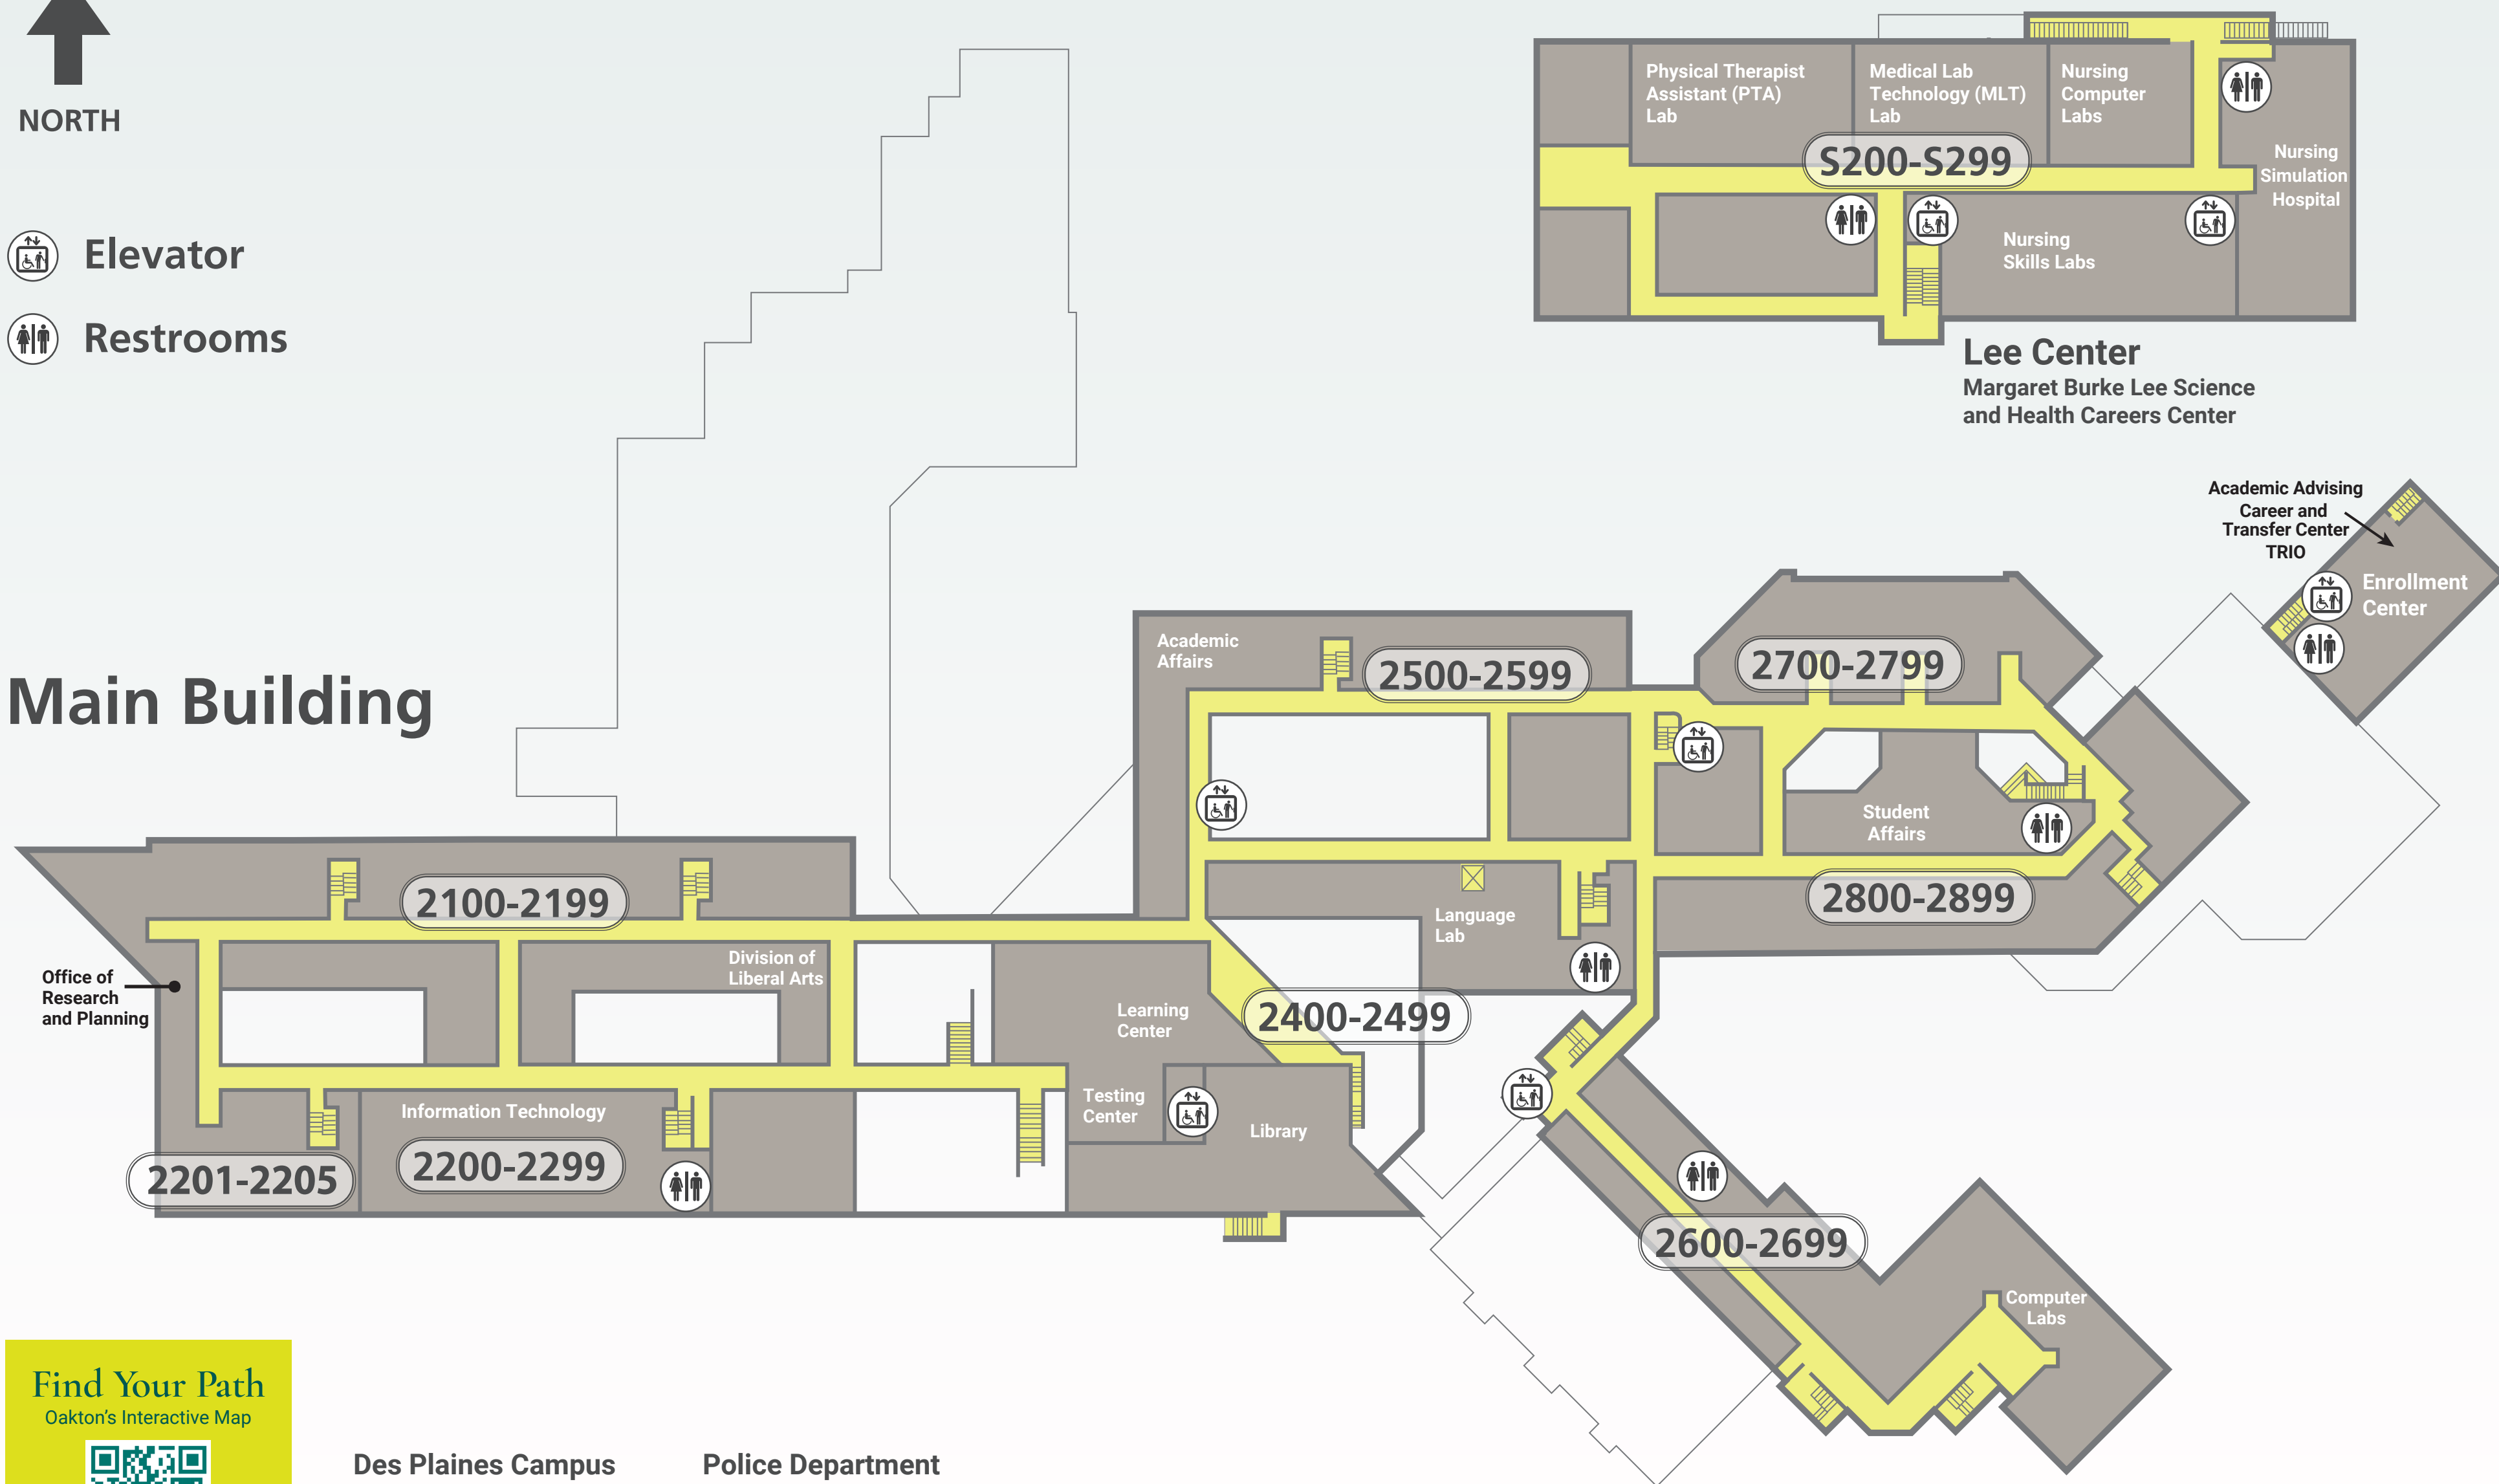 NORTH
Elevator
Restrooms
Physical Therapist
Assistant (PTA)
Lab
Medical Lab
Technology (MLT)
Lab
Nursing
Computer
Labs
S200-S299
Nursing
Simulation
Hospital
Nursing
Skills Labs
Lee Center
Margaret Burke Lee Science
and Health Careers Center
Academic Advising
Career and
Transfer Center
TRIO
Enrollment
Center
Main Building
Academic
Affairs
2500-2599
2700-2799
Student
Affairs
2800-2899
2100-2199
Language
Lab
Division of
Liberal Arts
Office of
Research
and Planning
Learning
Center
2400-2499
Testing
Center
Library
Information Technology
2201-2205
2200-2299
2600-2699
Computer
Labs
Find Your Path
Oakton's Interactive Map
Des Plaines Campus
Police Department